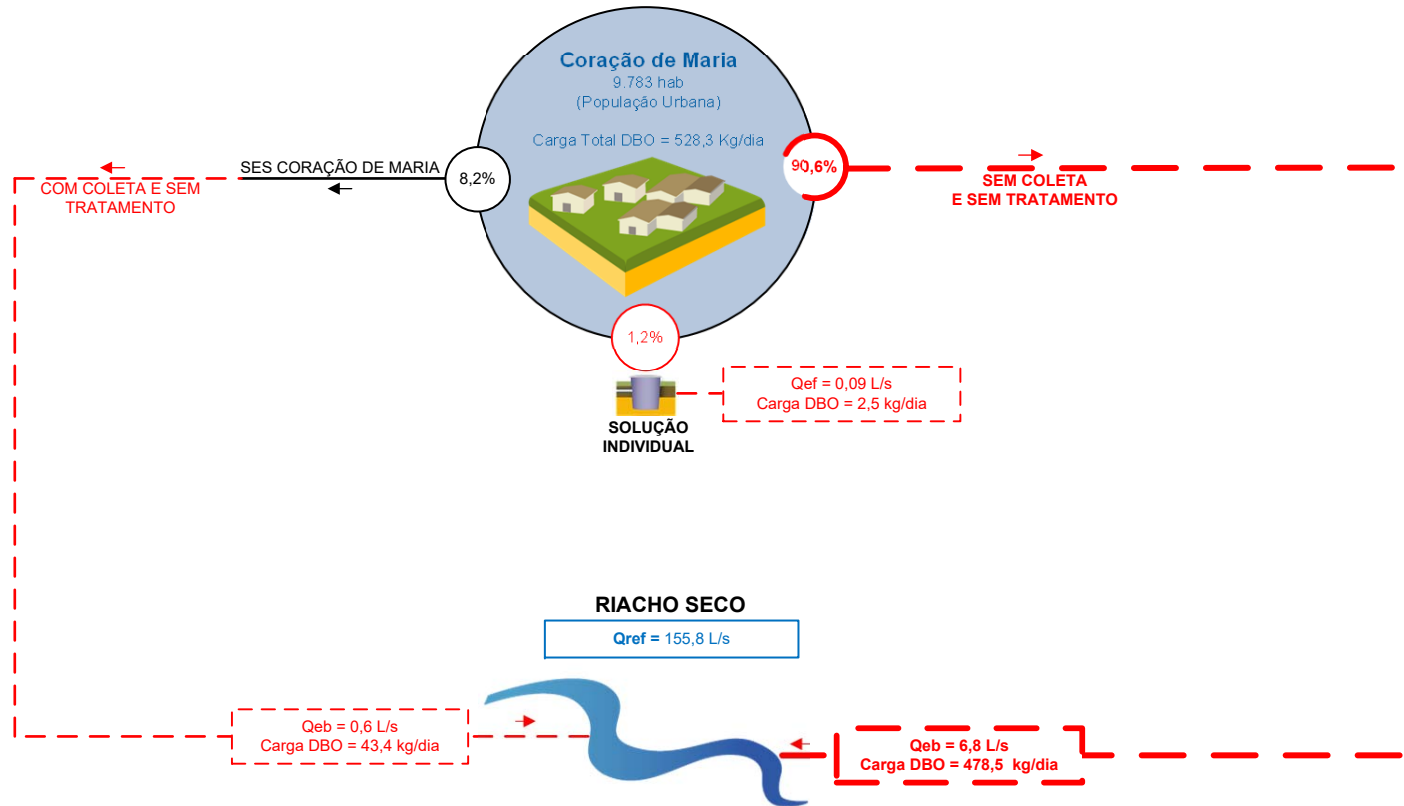 Coração de Maria
9.783 hab
(População Urbana)
Carga Total DBO = 528,3 Kg/dia
SES CORAÇÃO DE MARIA
8,2%
90,6%
COM COLETA E SEM
TRATAMENTO
SEM COLETA
E SEM TRATAMENTO
1,2%
Qef = 0,09 L/s
Carga DBO = 2,5 kg/dia
SOLUÇÃO
INDIVIDUAL
RIACHO SECO
Qref = 155,8 L/s
Qeb = 0,6 L/s
Carga DBO = 43,4 kg/dia
Qeb = 6,8 L/s
Carga DBO = 478,5 kg/dia